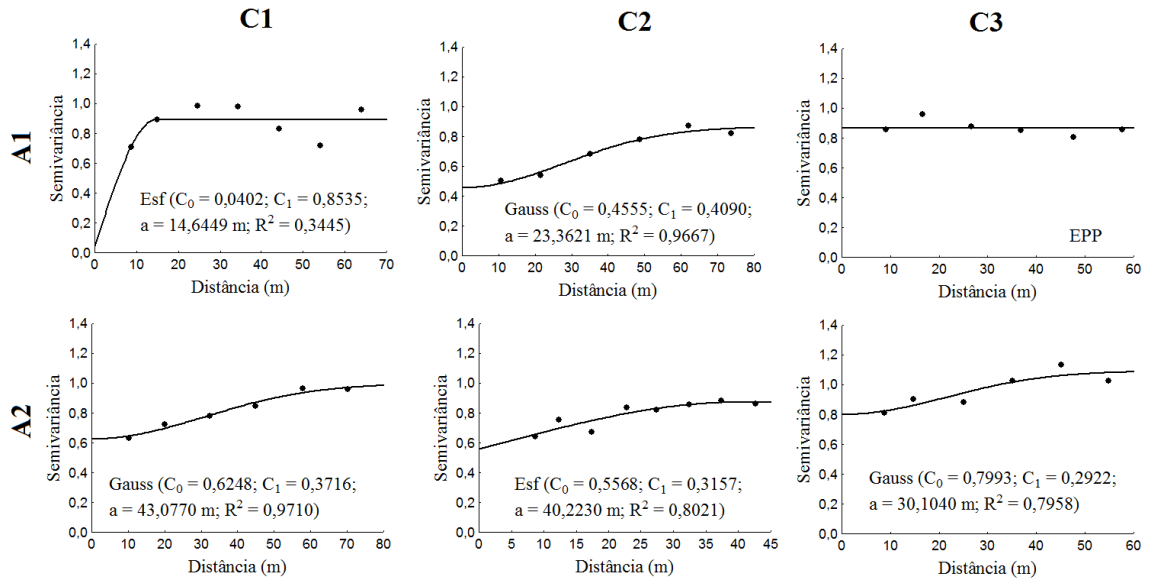 C1
C2
C3
A1
Semivariância
1,4
1,2
1,0
0,8
0,6
0,4
0,2
0,0
Esf (C0 = 0,0402; C1 = 0,8535;
a = 14,6449 m; R² = 0,3445)
0 10 20 30 40 50 60 70
Distância (m)
Semivariância
1,4
1,2
1,0
0,8
0,6
0,4
0,2
0,0
Gauss (C0 = 0,4555; C1 = 0,4090;
a = 23,3621 m; R² = 0,9667)
0 10 20 30 40 50 60 70 80
Distância (m)
Semivariância
1,4
1,2
1,0
0,8
0,6
0,4
0,2
0,0
EPP
0 10 20 30 40 50 60
Distância (m)
A2
Semivariância
1,4
1,2
1,0
0,8
0,6
0,4
0,2
0,0
Gauss (C0 = 0,6248; C1 = 0,3716;
a = 43,0770 m; R² = 0,9710)
0 10 20 30 40 50 60 70 80
Distância (m)
Semivariância
1,4
1,2
1,0
0,8
0,6
0,4
0,2
0,0
Esf (C0 = 0,5568; C1 = 0,3157;
a = 40,2230 m; R² = 0,8021)
0 5 10 15 20 25 30 35 40 45
Distância (m)
Semivariância
1,4
1,2
1,0
0,8
0,6
0,4
0,2
0,0
Gauss (C0 = 0,7993; C1 = 0,2922;
a = 30,1040 m; R² = 0,7958)
0 10 20 30 40 50 60
Distância (m)